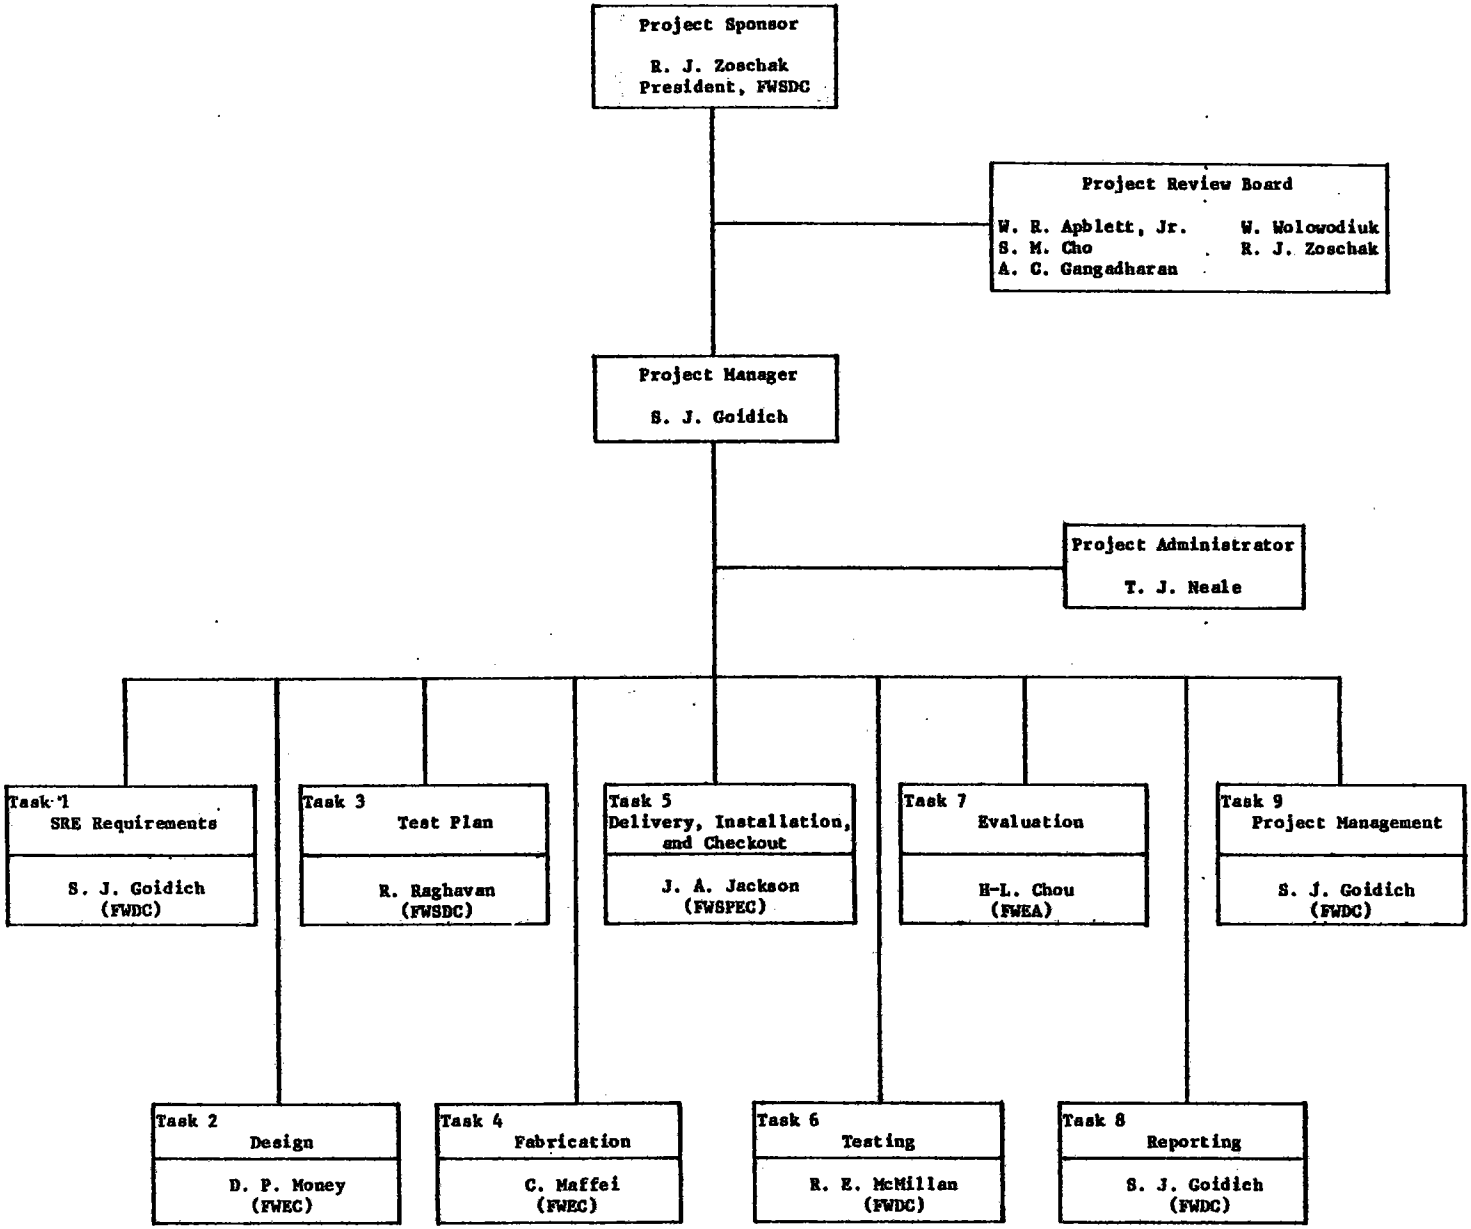 Project Sponsor
R. J. Zoschak
President, FWSDC
Project Review Board
W. R. Apblett, Jr. W. Wolowodiuk
S. M. Cho R. J. Zoschak
A. C. Gangadharan
Project Manager
S. J. Goidich
Project Administrator
T. J. Neale
Task 1
SRE Requirements
S. J. Goidich
(FWDC)
Task 3
Test Plan
R. Raghavan
(FWSDC)
Task 5
Delivery, Installation,
and Checkout
J. A. Jackson
(FWSPEC)
Task 7
Evaluation
H-L. Chou
(FWEA)
Task 9
Project Management
S. J. Goidich
(FWDC)
Task 2
Design
D. P. Money
(FWEC)
Task 4
Fabrication
C. Maffei
(FWEC)
Task 6
Testing
R. E. McMillan
(FWDC)
Task 8
Reporting
S. J. Goidich
(FWDC)